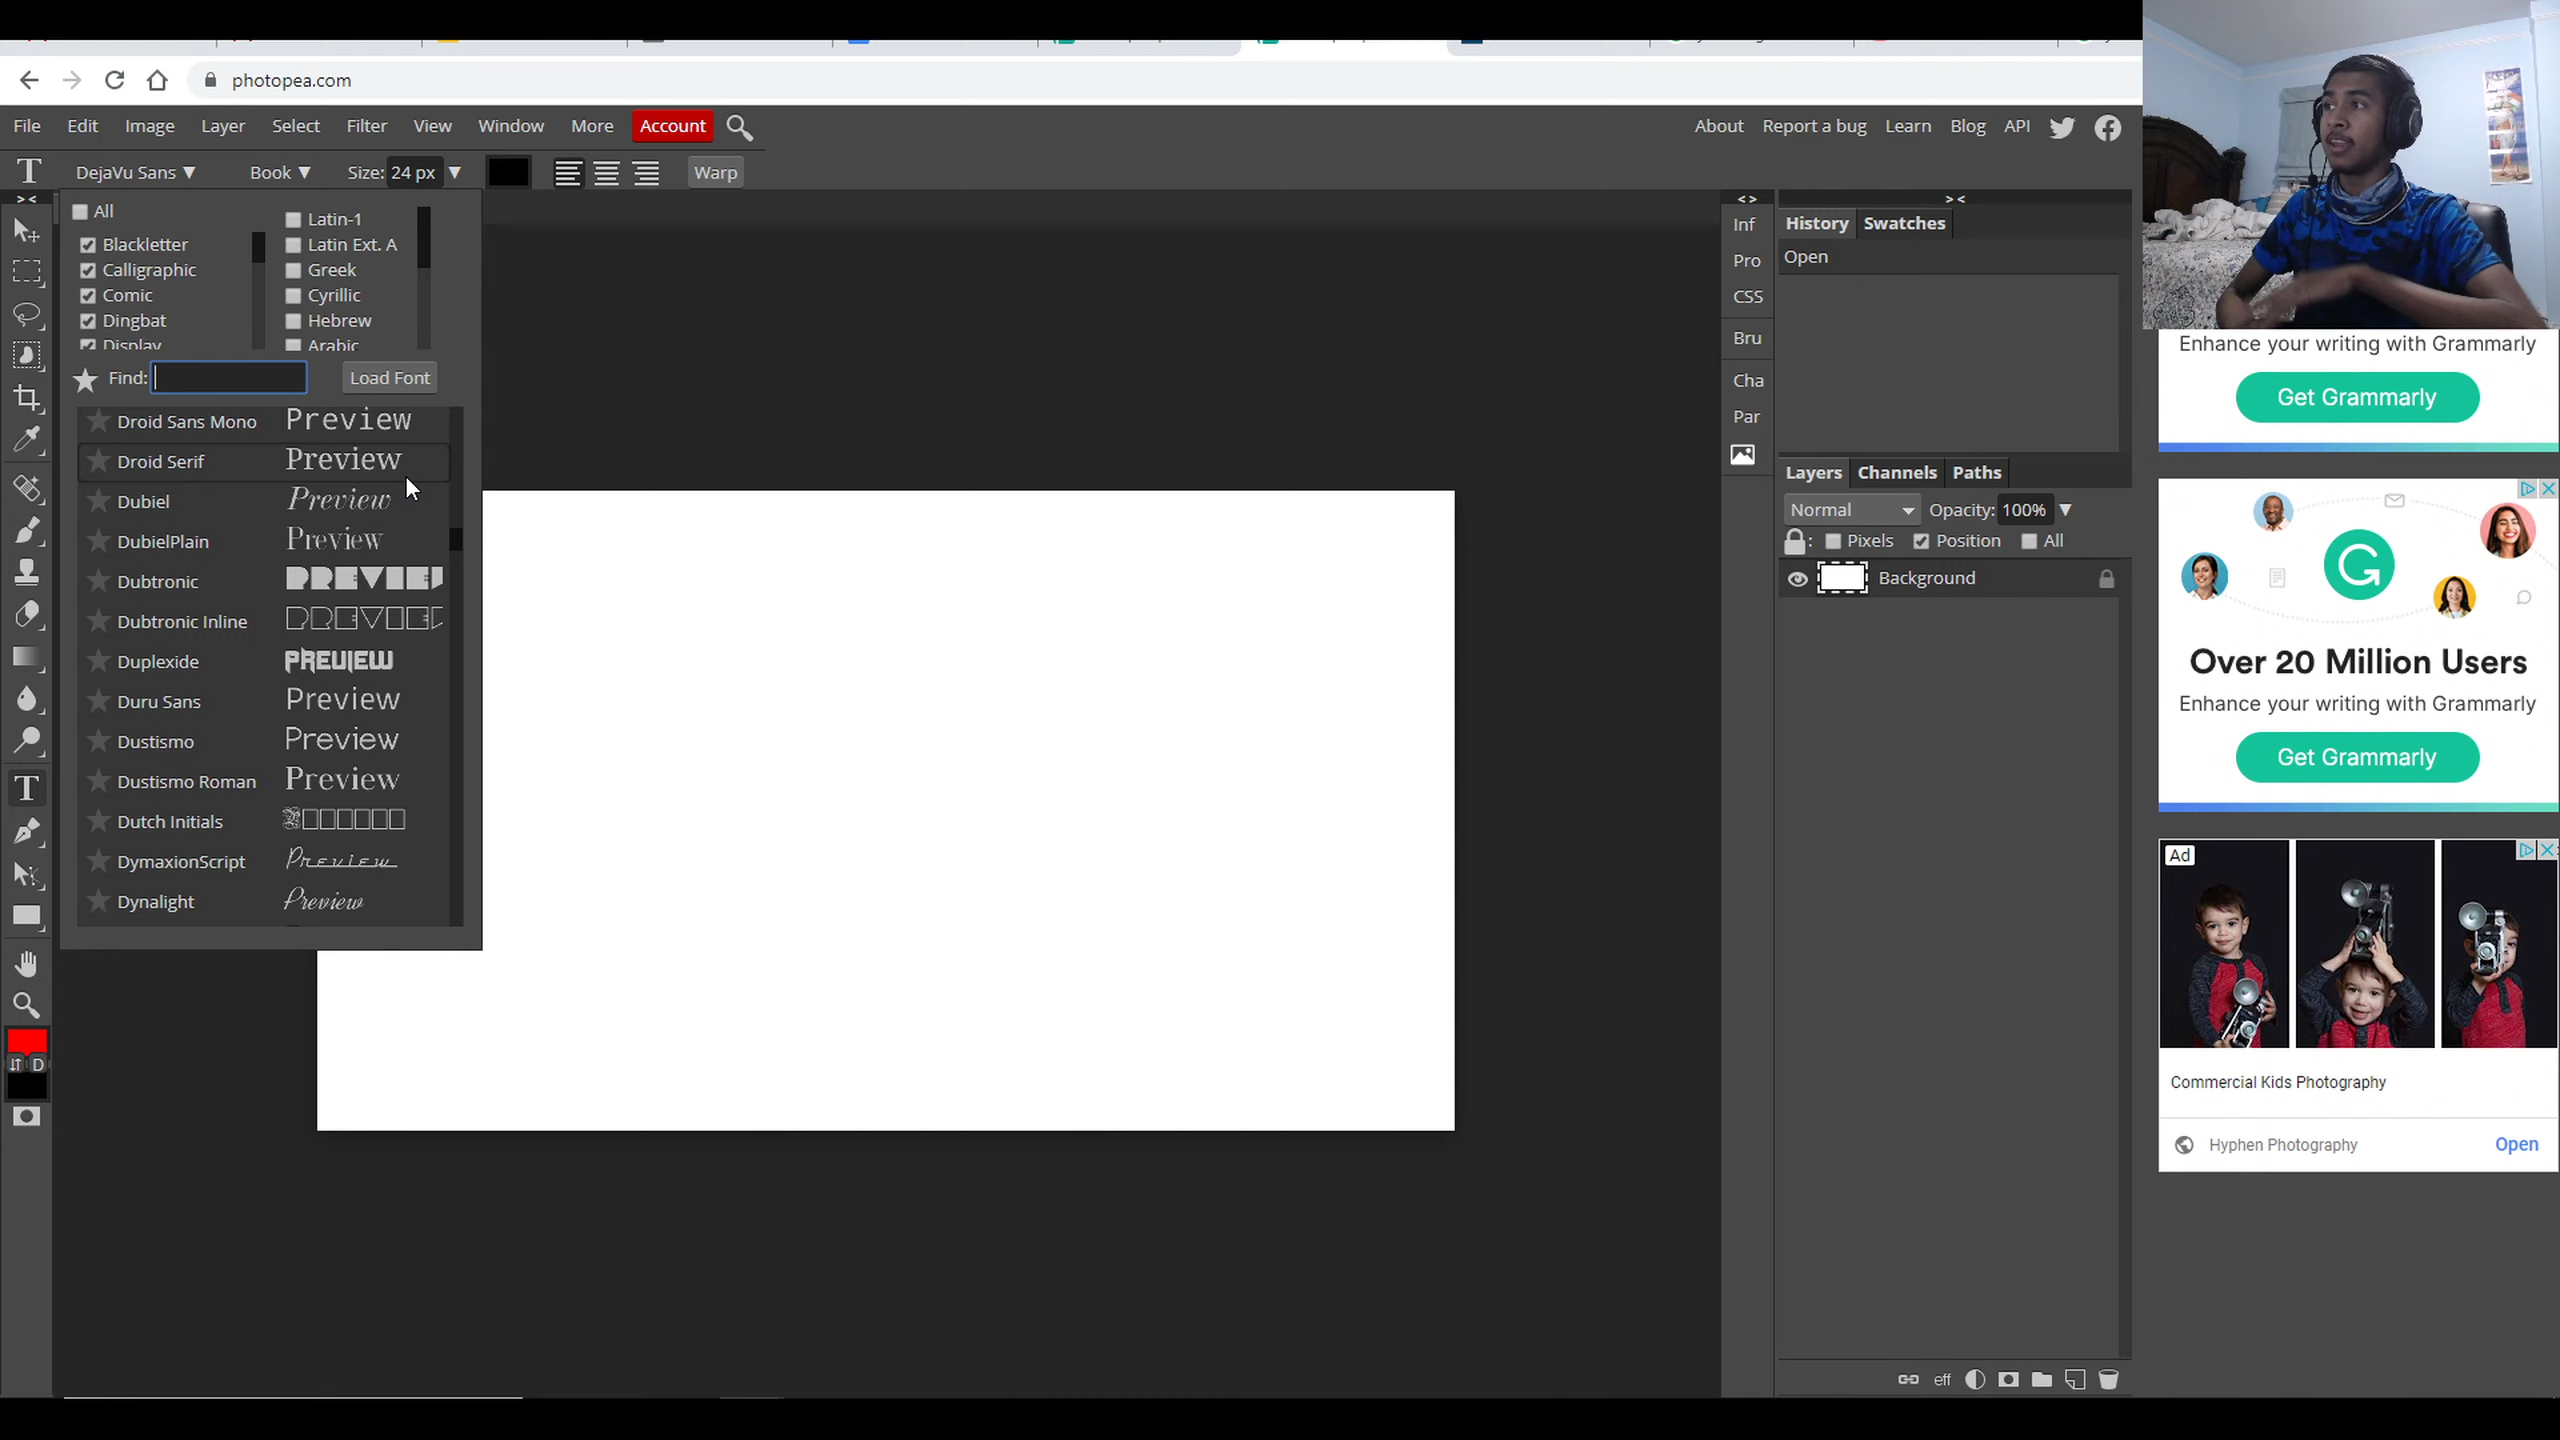 photopea.com
File Edit Image Layer Select Filter View Window More Account
About Report a bug Learn Blog API
T DejaVu Sans ▼ Book ▼ Size: 24 px ▼ Warp
> <
All
Blackletter
Calligraphic
Comic
Dingbat
Display
Latin-1
Latin Ext. A
Greek
Cyrillic
Hebrew
Arabic
Find: Load Font
Droid Sans Mono Preview
Droid Serif Preview
Dubiel Preview
DubielPlain Preview
Dubtronic PREVIE
Dubtronic Inline PREVIE
Duplexide PREVIEW
Duru Sans Preview
Dustismo Preview
Dustismo Roman Preview
Dutch Initials
DymaxionScript Preview
Dynalight Preview
T
D
< >
Inf
Pro
CSS
Bru
Cha
Par
> <
History Swatches
Open
Layers Channels Paths
Normal Opacity: 100% ▼
: Pixels Position All
Background
eff
Enhance your writing with Grammarly
Get Grammarly
G
Over 20 Million Users
Enhance your writing with Grammarly
Get Grammarly
Ad
Commercial Kids Photography
Hyphen Photography Open